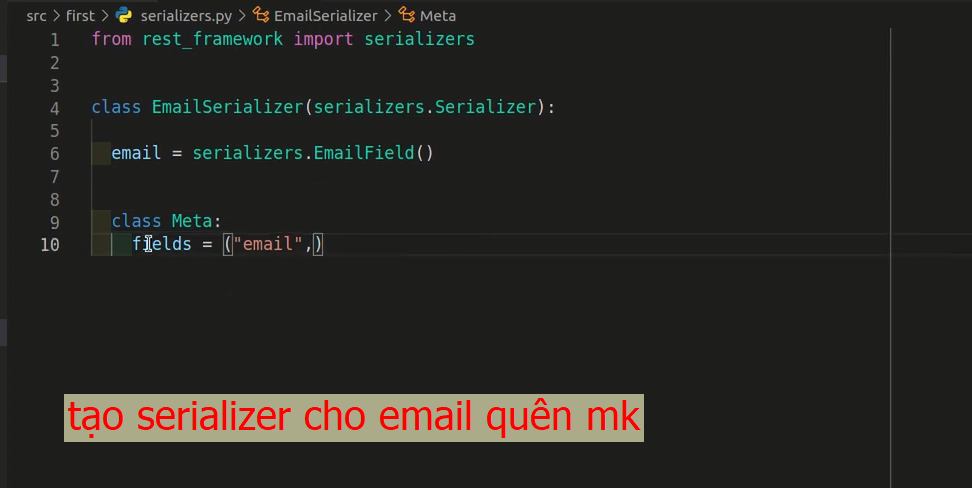 src > first > serializers.py > EmailSerializer > Meta
1 from rest_framework import serializers
2
3
4 class EmailSerializer(serializers.Serializer):
5
6 email = serializers.EmailField()
7
8
9 class Meta:
10 fields = ("email",)
tạo serializer cho email quên mk